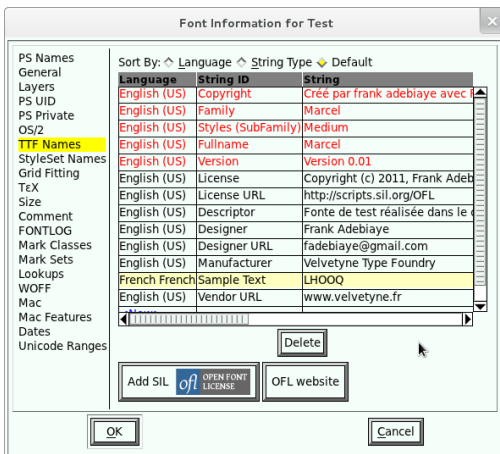 Font Information for Test
PS Names
General
Layers
PS UID
PS Private
OS/2
TTF Names
StyleSet Names
Grid Fitting
TεX
Size
Comment
FONTLOG
Mark Classes
Mark Sets
Lookups
WOFF
Mac
Mac Features
Dates
Unicode Ranges
Sort By: Language String Type Default
Language String ID String
English (US) Copyright Créé par frank adebiaye avec
English (US) Family Marcel
English (US) Styles (SubFamily) Medium
English (US) Fullname Marcel
English (US) Version Version 0.01
English (US) License Copyright (c) 2011, Frank Adeb
English (US) License URL http://scripts.sil.org/OFL
English (US) Descriptor Fonte de test réalisée dans le
English (US) Designer Frank Adebiaye
English (US) Designer URL fadebiaye@gmail.com
English (US) Manufacturer Velvetyne Type Foundry
French French Sample Text LHOOQ
English (US) Vendor URL www.velvetyne.fr
Delete
Add SIL ofl OPEN FONT LICENSE OFL website
OK Cancel